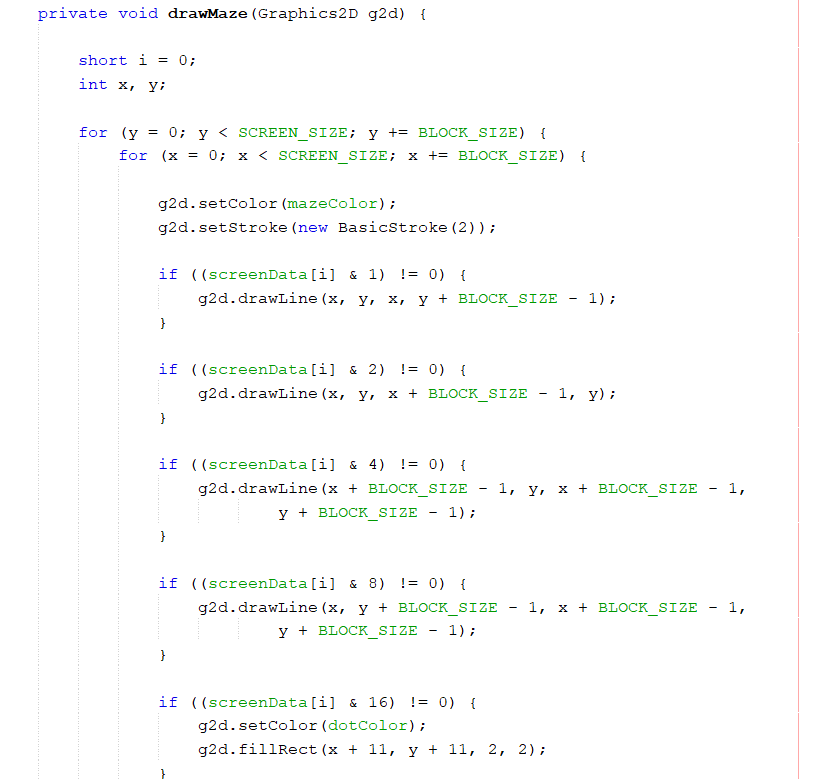 private void drawMaze(Graphics2D g2d) {
short i = 0;
int x, y;
for (y = 0; y < SCREEN_SIZE; y += BLOCK_SIZE) {
for (x = 0; x < SCREEN_SIZE; x += BLOCK_SIZE) {
g2d.setColor(mazeColor);
g2d.setStroke(new BasicStroke(2));
if ((screenData[i] & 1) != 0) {
g2d.drawLine(x, y, x, y + BLOCK_SIZE - 1);
}
if ((screenData[i] & 2) != 0) {
g2d.drawLine(x, y, x + BLOCK_SIZE - 1, y);
}
if ((screenData[i] & 4) != 0) {
g2d.drawLine(x + BLOCK_SIZE - 1, y, x + BLOCK_SIZE - 1,
y + BLOCK_SIZE - 1);
}
if ((screenData[i] & 8) != 0) {
g2d.drawLine(x, y + BLOCK_SIZE - 1, x + BLOCK_SIZE - 1,
y + BLOCK_SIZE - 1);
}
if ((screenData[i] & 16) != 0) {
g2d.setColor(dotColor);
g2d.fillRect(x + 11, y + 11, 2, 2);
}